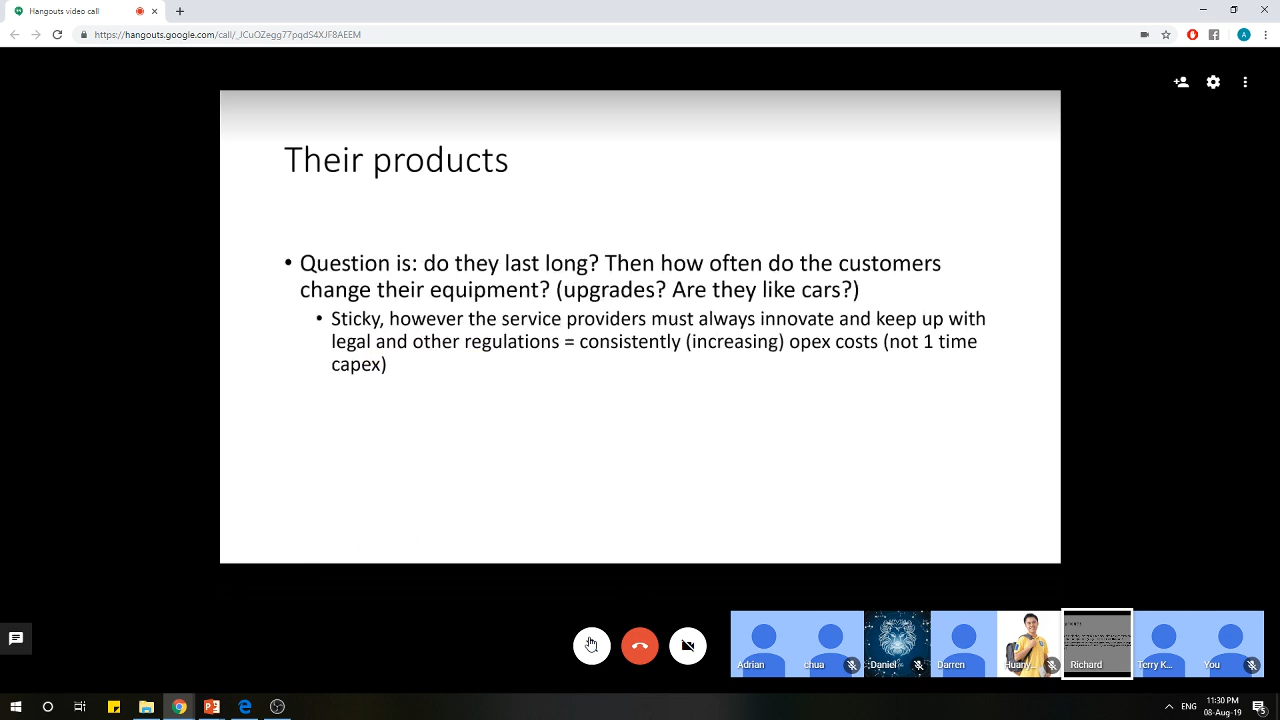 Hangouts video call
https://hangouts.google.com/call/_JCuOZegg77pqdS4XJF8AEEM
A
Their products
• Question is: do they last long? Then how often do the customers
change their equipment? (upgrades? Are they like cars?)
• Sticky, however the service providers must always innovate and keep up with
legal and other regulations = consistently (increasing) opex costs (not 1 time
capex)
Adrian
chua
Daniel
Darren
Huany...
Richard
Terry K...
You
ENG
11:30 PM
08-Aug-19
5